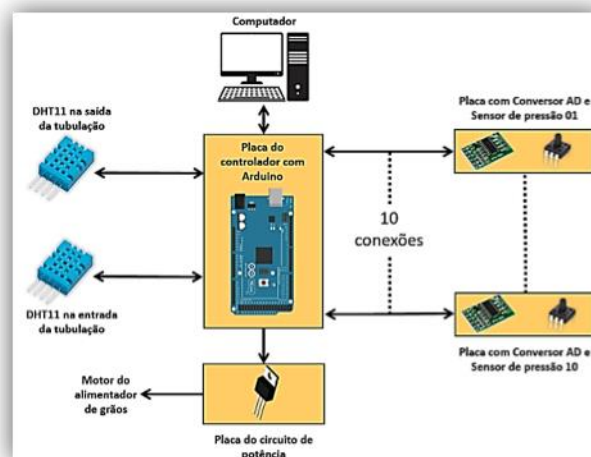 Computador
DHT11 na saída
da tubulação
Placa do
controlador com
Arduino
Placa com Conversor AD e
Sensor de pressão 01
10
conexões
DHT11 na entrada
da tubulação
Placa com Conversor AD e
Sensor de pressão 10
Motor do
alimentador
de grãos
Placa do circuito de
potência